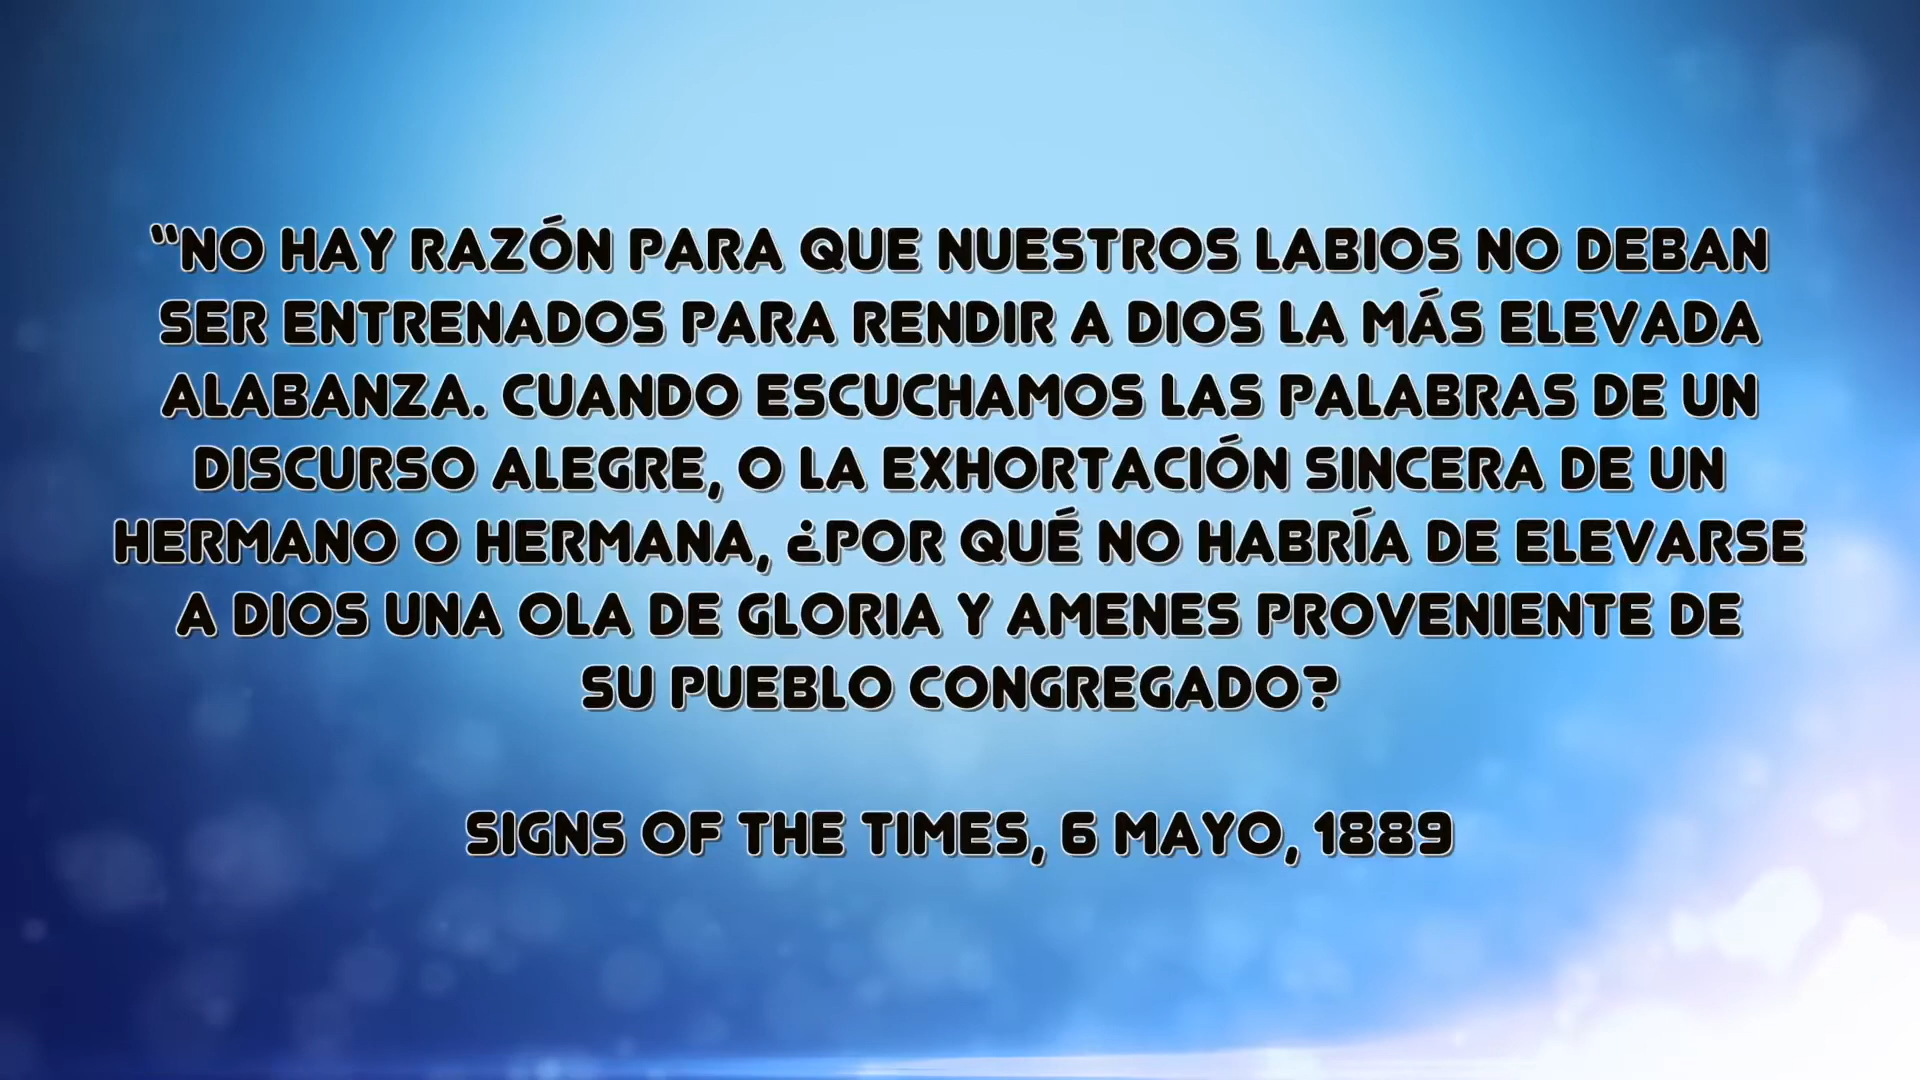 “NO HAY RAZÓN PARA QUE NUESTROS LABIOS NO DEBAN
SER ENTRENADOS PARA RENDIR A DIOS LA MÁS ELEVADA
ALABANZA. CUANDO ESCUCHAMOS LAS PALABRAS DE UN
DISCURSO ALEGRE, O LA EXHORTACIÓN SINCERA DE UN
HERMANO O HERMANA, ¿POR QUÉ NO HABRÍA DE ELEVARSE
A DIOS UNA OLA DE GLORIA Y AMENES PROVENIENTE DE
SU PUEBLO CONGREGADO?
SIGNS OF THE TIMES, 6 MAYO, 1889